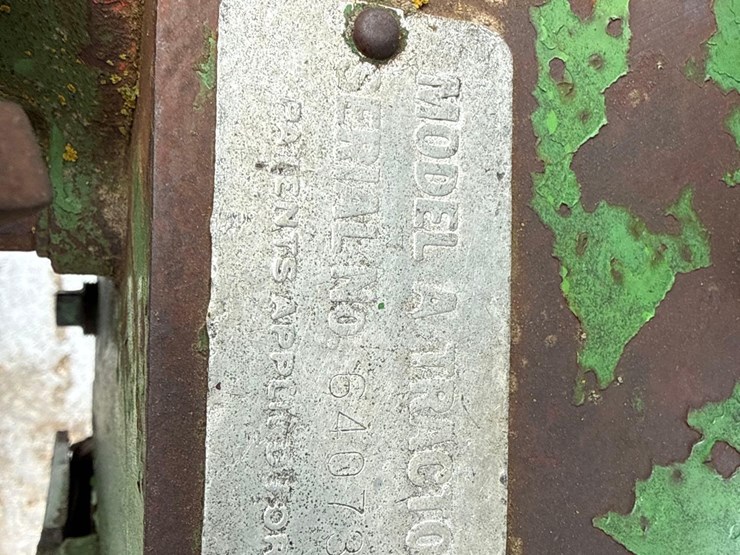 MODEL A TRACTO
SERIAL NO. 64073
PATENTS APPLIED FOR